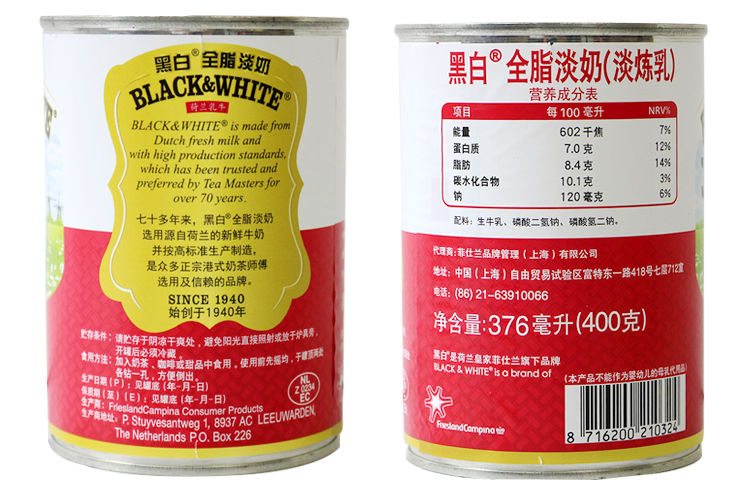 黑白®全脂淡奶
BLACK&WHITE®
荷兰乳牛
BLACK&WHITE® is made from
Dutch fresh milk and
with high production standards,
which has been trusted and
preferred by Tea Masters for
over 70 years.
七十多年来，黑白®全脂淡奶
选用源自荷兰的新鲜牛奶
并按高标准生产制造，
是众多正宗港式奶茶师傅
选用及信赖的品牌。
SINCE 1940
始创于1940年
贮存条件：请贮存于阴凉干爽处，避免阳光直接照射或放于炉具旁。
开罐后必须冷藏。
食用方法：加入奶茶、咖啡或甜品中食用。使用前先摇均，于罐顶两处
各钻一孔，方便倒出
生产日期（P）：见罐底（年-月-日）
保质期至（E）：见罐底（年-月-日）
生产商：FrieslandCampina Consumer Products
生产商地址：P. Stuyvesantweg 1, 8937 AC LEEUWARDEN,
The Netherlands P.O. Box 226
NL
Z 0234
EC
黑白®全脂淡奶(淡炼乳)
营养成分表
项目 每100毫升 NRV%
能量 602千焦 7%
蛋白质 7.0克 12%
脂肪 8.4克 14%
碳水化合物 10.1克 3%
钠 120毫克 6%
配料：生牛乳、磷酸二氢钠、磷酸氢二钠。
代理商：菲仕兰品牌管理（上海）有限公司
地址：中国（上海）自由贸易试验区富特东一路418号七层712室
电话：(86) 21-63910066
净含量：376毫升(400克)
黑白®是荷兰皇家菲仕兰旗下品牌
BLACK & WHITE® is a brand of
(本产品不能作为婴幼儿的母乳代用品)
FrieslandCampina
8 716200 210324